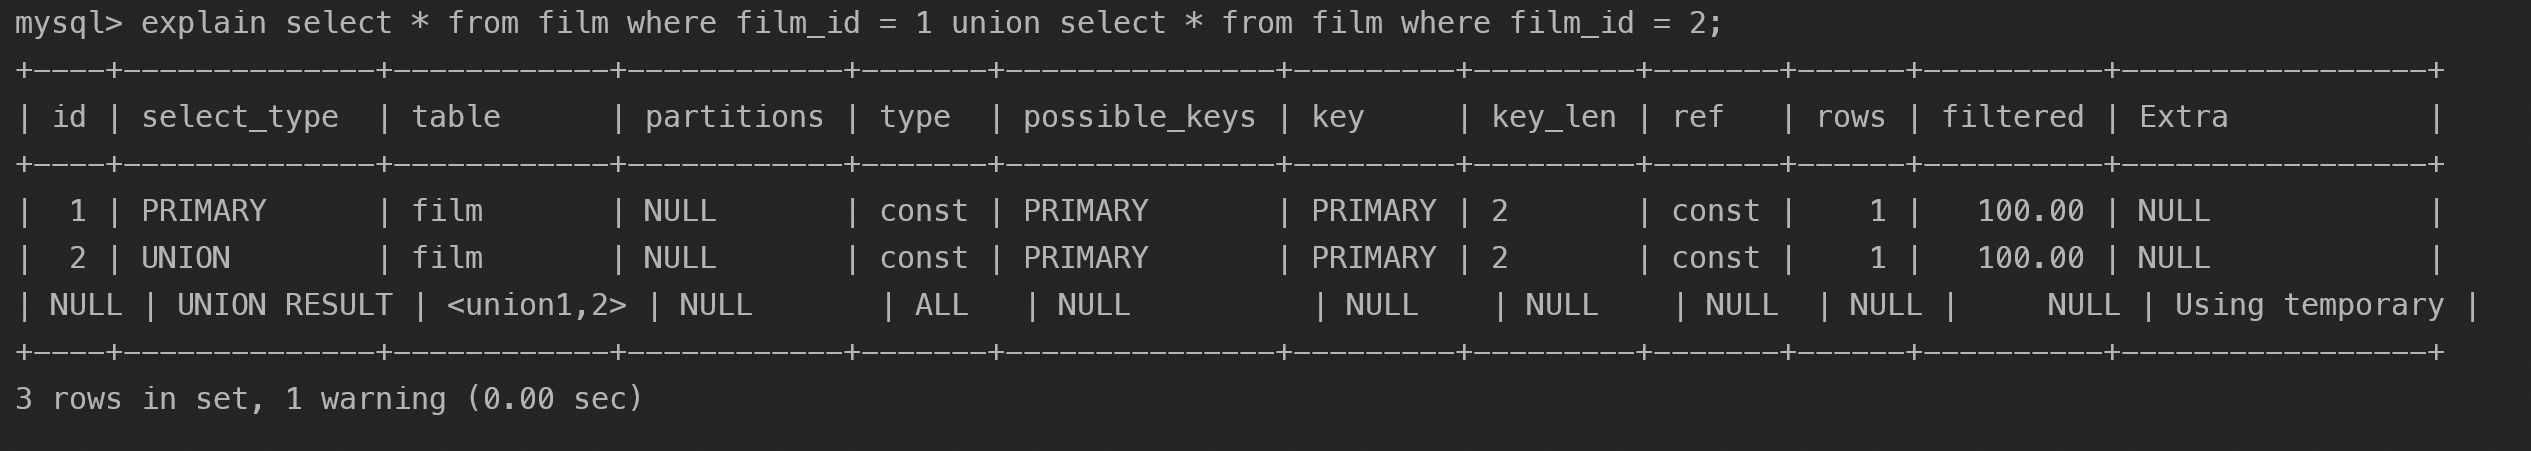 mysql> explain select * from film where film_id = 1 union select * from film where film_id = 2;
+----+--------------+------------+------------+-------+---------------+---------+---------+-------+------+----------+-----------------+
| id | select_type  | table      | partitions | type  | possible_keys | key     | key_len | ref   | rows | filtered | Extra           |
+----+--------------+------------+------------+-------+---------------+---------+---------+-------+------+----------+-----------------+
|  1 | PRIMARY      | film       | NULL       | const | PRIMARY       | PRIMARY | 2       | const |    1 |   100.00 | NULL            |
|  2 | UNION        | film       | NULL       | const | PRIMARY       | PRIMARY | 2       | const |    1 |   100.00 | NULL            |
| NULL | UNION RESULT | <union1,2> | NULL       | ALL   | NULL          | NULL    | NULL    | NULL  | NULL |     NULL | Using temporary |
+----+--------------+------------+------------+-------+---------------+---------+---------+-------+------+----------+-----------------+
3 rows in set, 1 warning (0.00 sec)